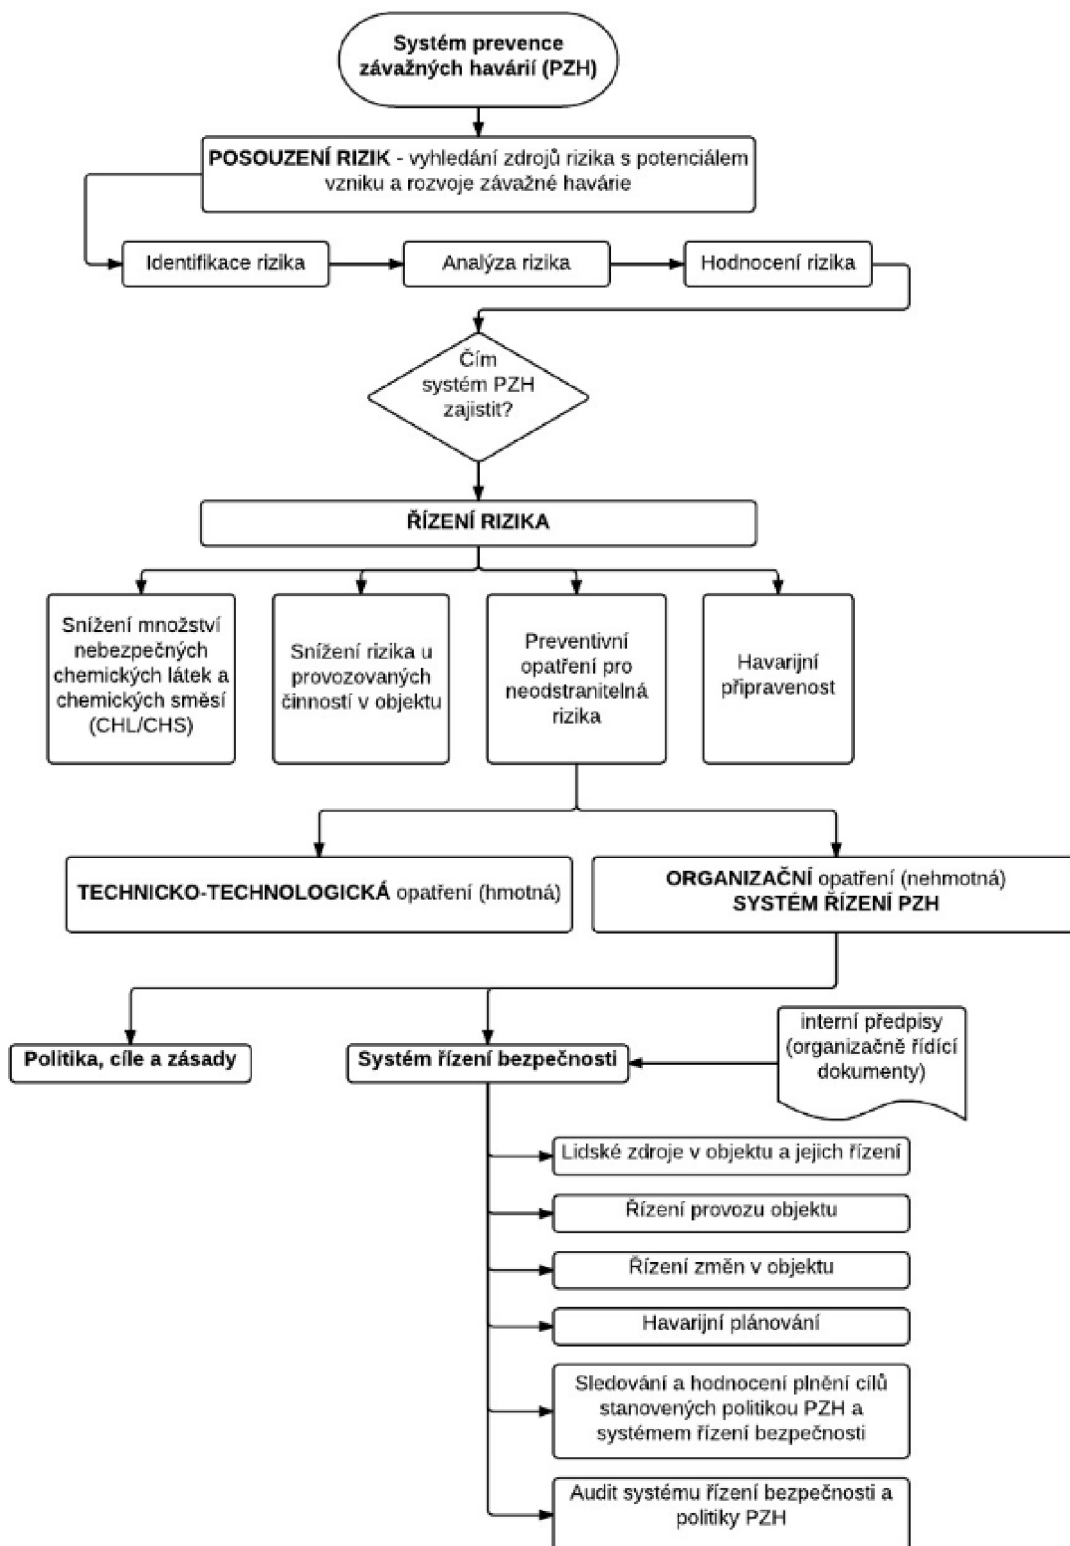 Systém prevence
závažných havárií (PZH)
POSOUZENÍ RIZIK - vyhledání zdrojů rizika s potenciálem
vzniku a rozvoje závažné havárie
Identifikace rizika
Analýza rizika
Hodnocení rizika
Čím
systém PZH
zajistit?
ŘÍZENÍ RIZIKA
Snížení množství
nebezpečných
chemických látek a
chemických směsí
(CHL/CHS)
Snížení rizika u
provozovaných
činností v objektu
Preventivní
opatření pro
neodstranitelná
rizika
Havarijní
připravenost
TECHNICKO-TECHNOLOGICKÁ opatření (hmotná)
ORGANIZAČNÍ opatření (nehmotná)
SYSTÉM ŘÍZENÍ PZH
Politika, cíle a zásady
Systém řízení bezpečnosti
interní předpisy
(organizačně řídící
dokumenty)
Lidské zdroje v objektu a jejich řízení
Řízení provozu objektu
Řízení změn v objektu
Havarijní plánování
Sledování a hodnocení plnění cílů
stanovených politikou PZH a
systémem řízení bezpečnosti
Audit systému řízení bezpečnosti a
politiky PZH